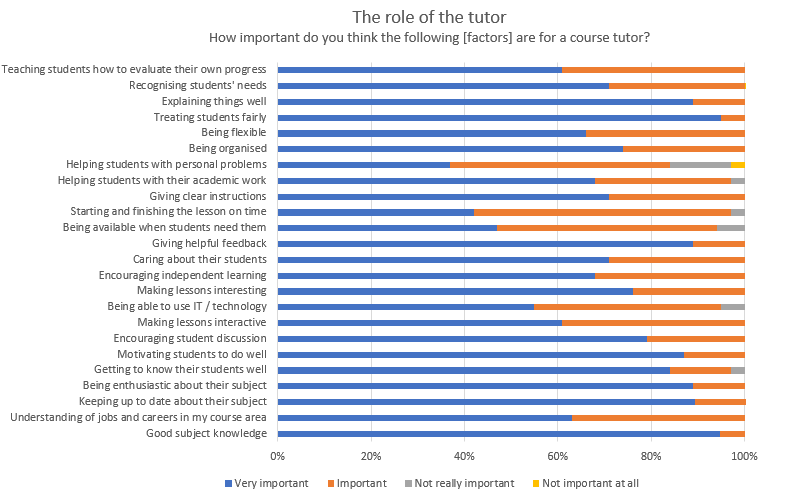 The role of the tutor
How important do you think the following [factors] are for a course tutor?
Teaching students how to evaluate their own progress
Recognising students' needs
Explaining things well
Treating students fairly
Being flexible
Being organised
Helping students with personal problems
Helping students with their academic work
Giving clear instructions
Starting and finishing the lesson on time
Being available when students need them
Giving helpful feedback
Caring about their students
Encouraging independent learning
Making lessons interesting
Being able to use IT / technology
Making lessons interactive
Encouraging student discussion
Motivating students to do well
Getting to know their students well
Being enthusiastic about their subject
Keeping up to date about their subject
Understanding of jobs and careers in my course area
Good subject knowledge
0% 20% 40% 60% 80% 100%
Very important Important Not really important Not important at all